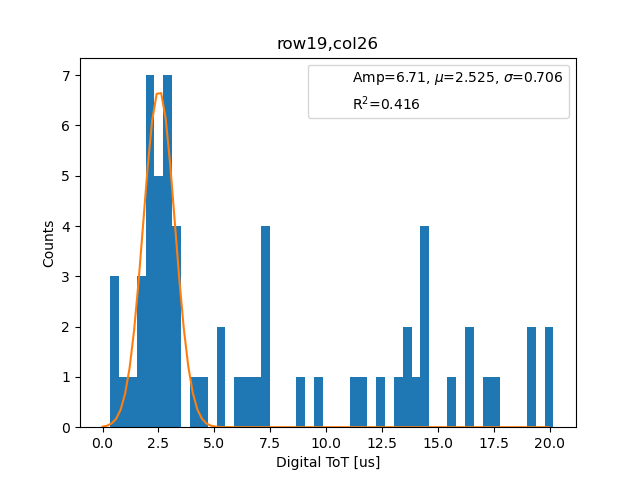 row19,col26
Amp=6.71, μ=2.525, σ=0.706
R²=0.416
Counts
7
6
5
4
3
2
1
0
0.0 2.5 5.0 7.5 10.0 12.5 15.0 17.5 20.0
Digital ToT [us]